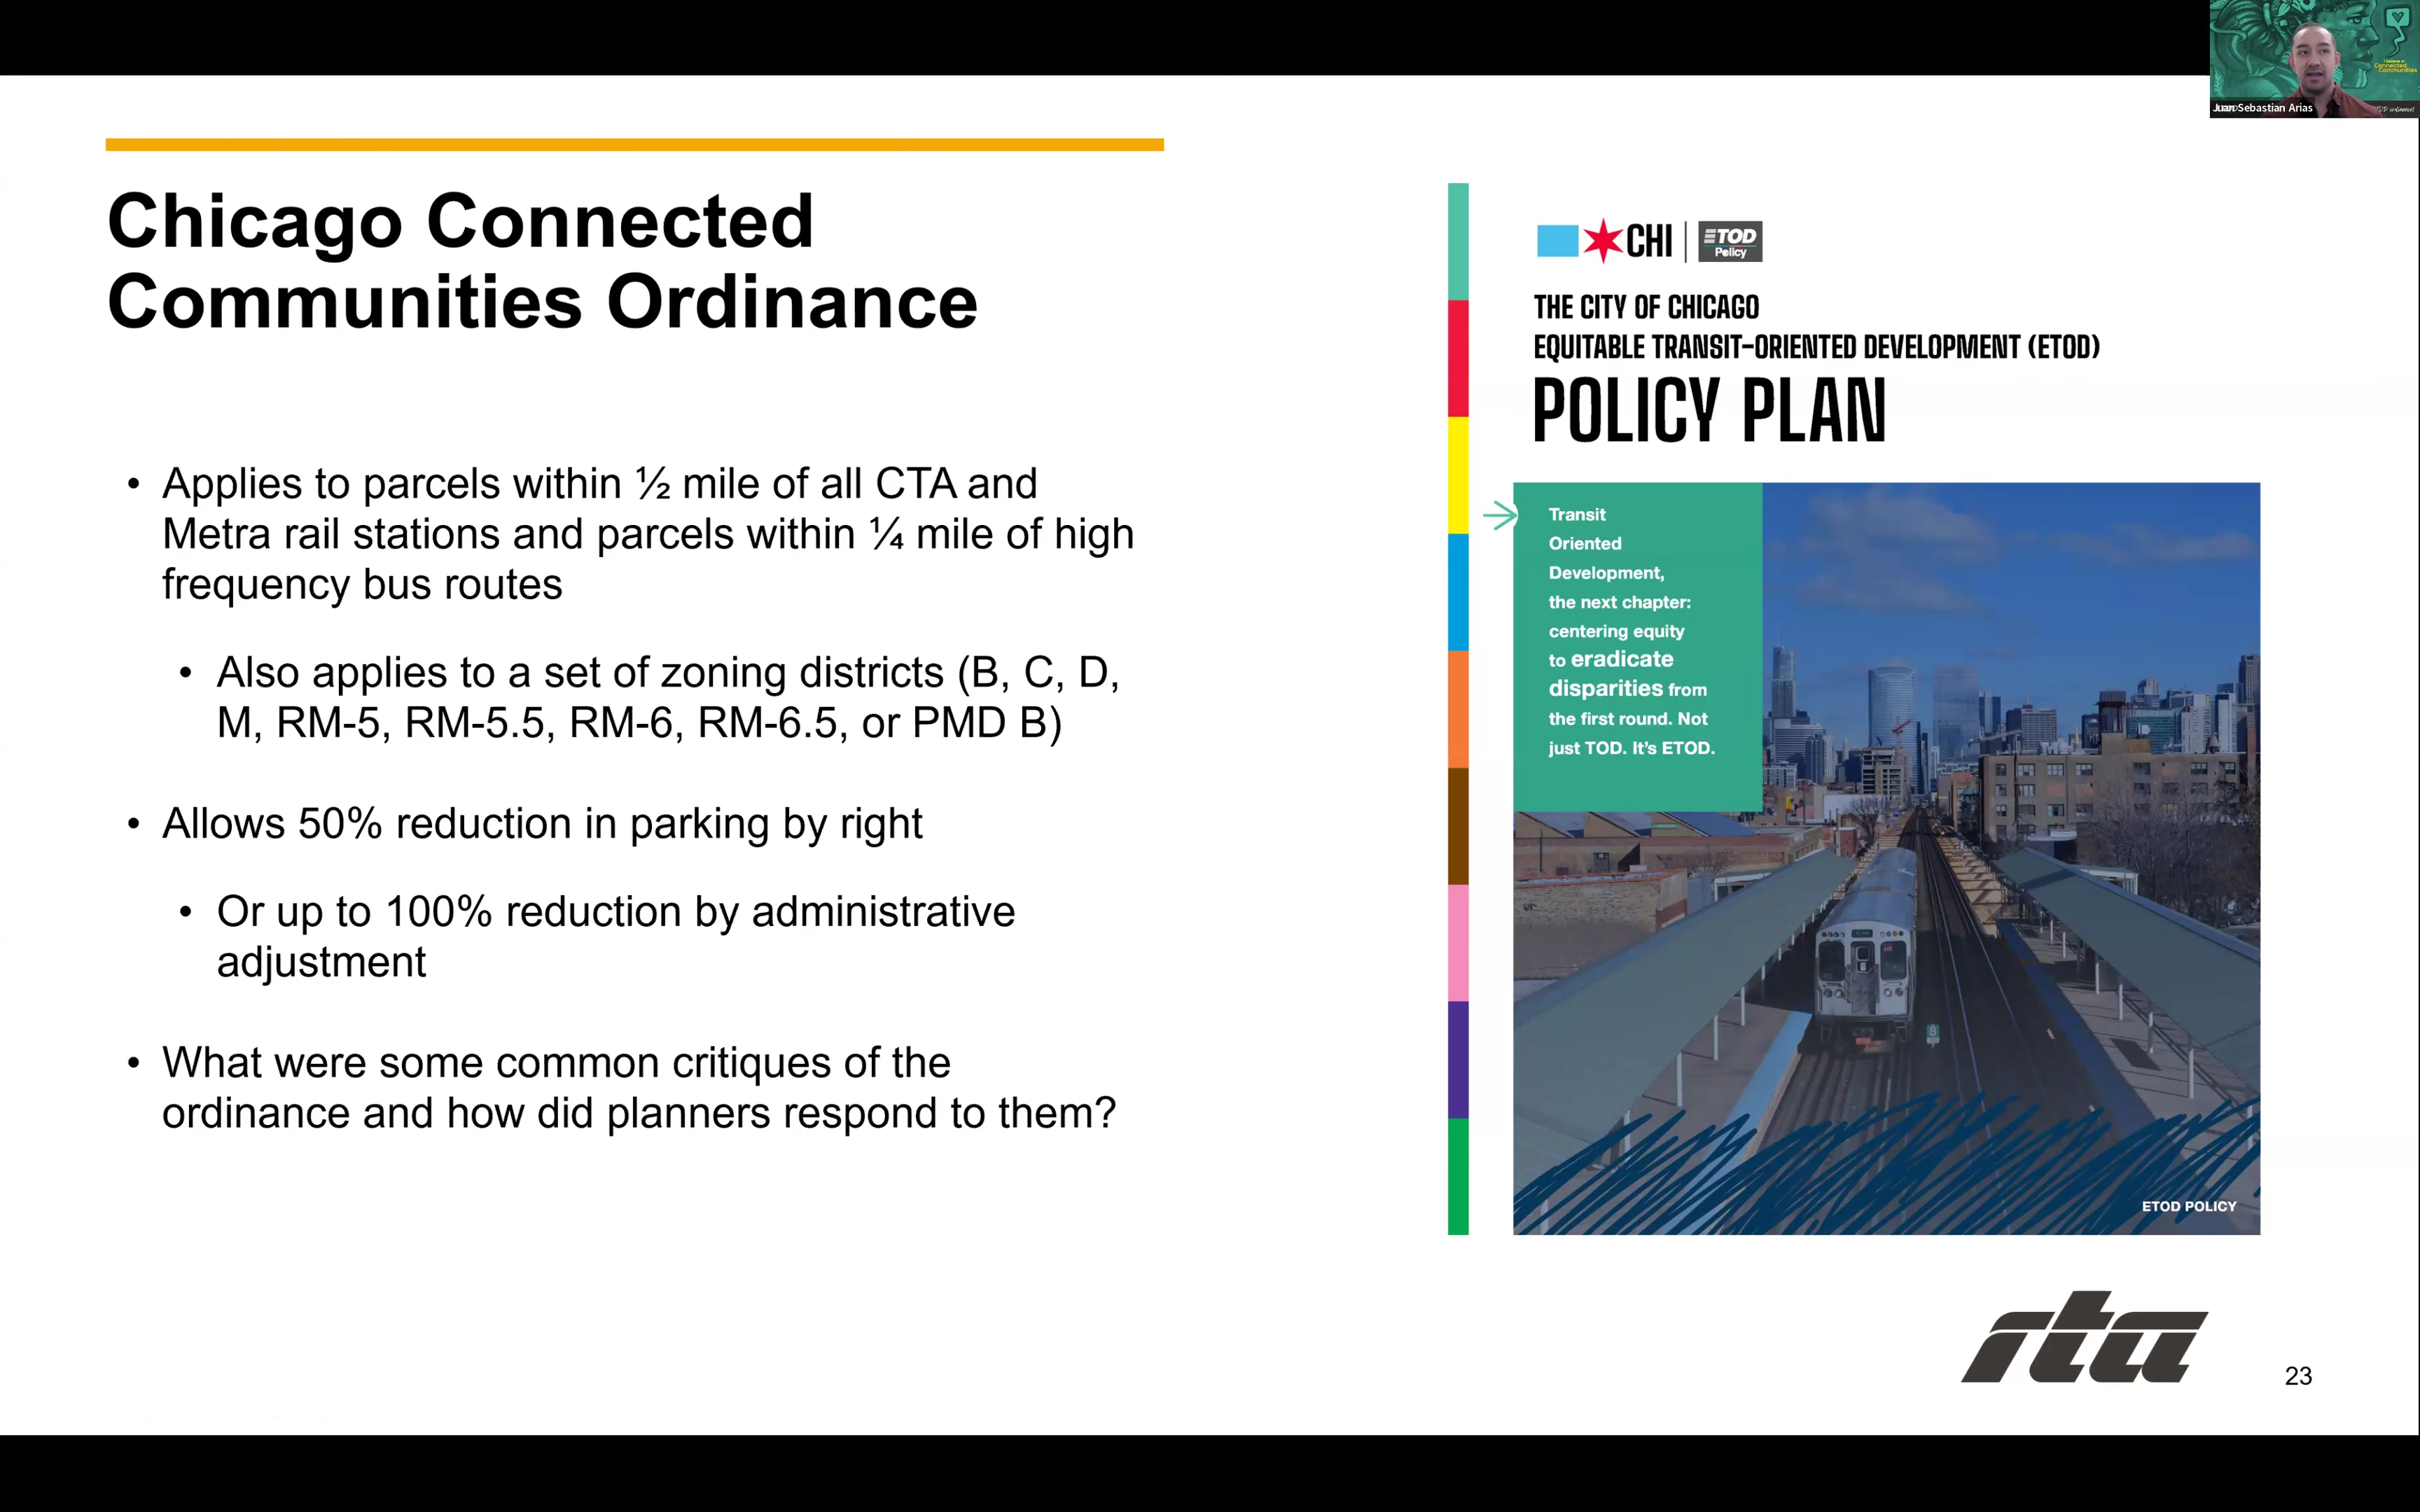 Chicago Connected
Communities Ordinance
• Applies to parcels within ½ mile of all CTA and
Metra rail stations and parcels within ¼ mile of high
frequency bus routes
• Also applies to a set of zoning districts (B, C, D,
M, RM-5, RM-5.5, RM-6, RM-6.5, or PMD B)
• Allows 50% reduction in parking by right
• Or up to 100% reduction by administrative
adjustment
• What were some common critiques of the
ordinance and how did planners respond to them?
CHI
ETOD
Policy
THE CITY OF CHICAGO
EQUITABLE TRANSIT-ORIENTED DEVELOPMENT (ETOD)
POLICY PLAN
Transit
Oriented
Development,
the next chapter:
centering equity
to eradicate
disparities from
the first round. Not
just TOD. It's ETOD.
8
ETOD POLICY
rta
23
Connected
Communities
Juan Sebastian Arias